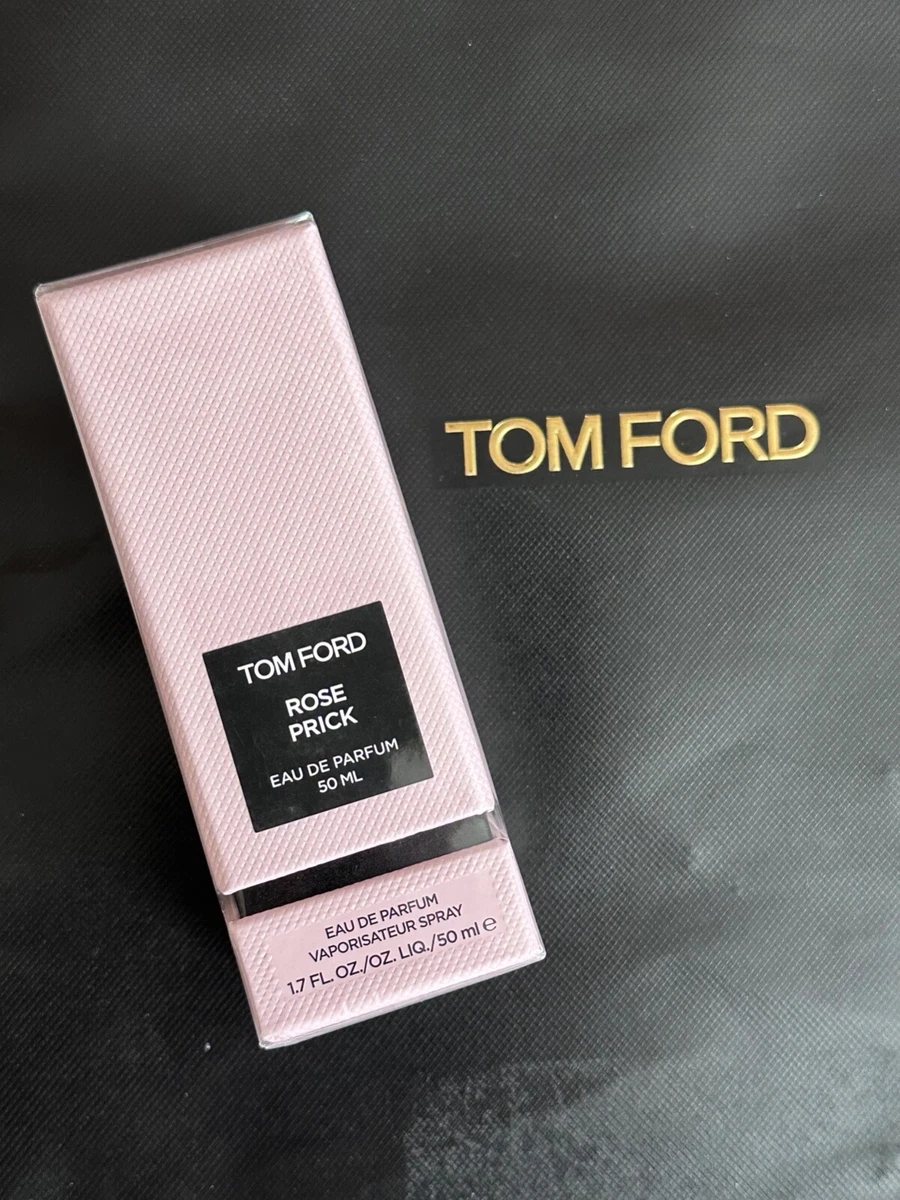 TOM FORD
TOM FORD
ROSE
PRICK
EAU DE PARFUM
50 ML
EAU DE PARFUM
VAPORISATEUR SPRAY
1.7 FL. OZ./OZ. LIQ./50 ml ℮